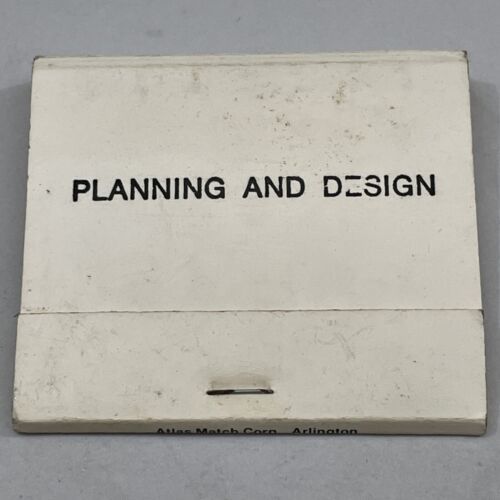 PLANNING AND DESIGN
Atlas Match Corp. Arlington